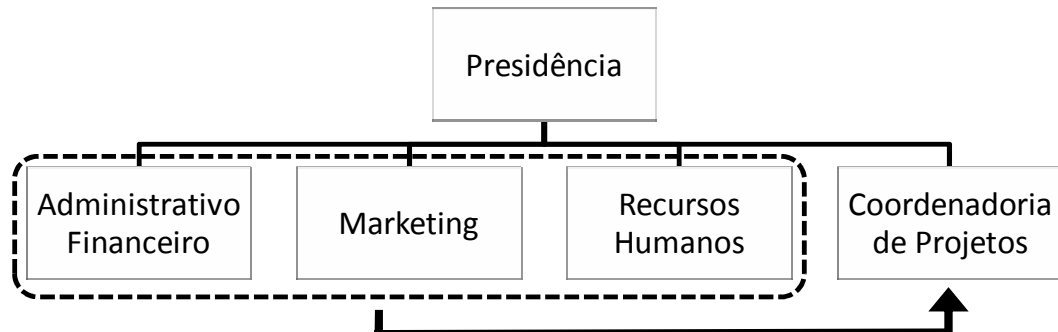 Presidência
Administrativo
Financeiro
Marketing
Recursos
Humanos
Coordenadoria
de Projetos